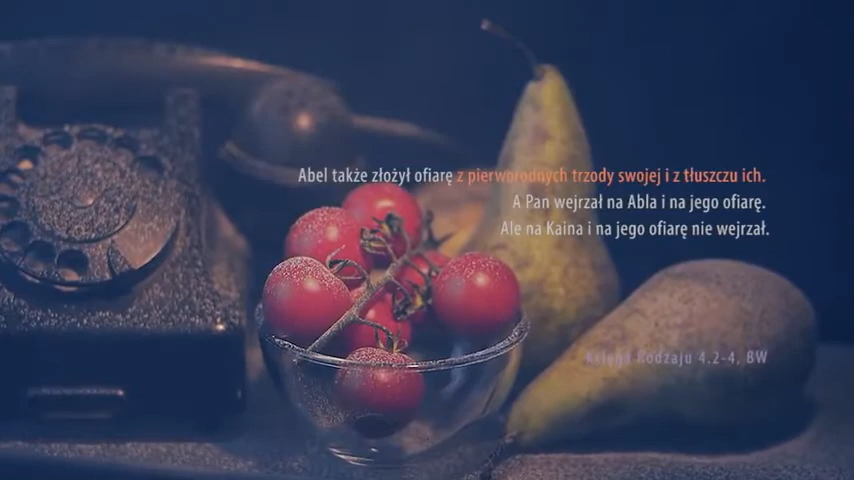 Abel także złożył ofiarę z pierworodnych trzody swojej i z tłuszczu ich.
A Pan wejrzał na Abla i na jego ofiarę.
Ale na Kaina i na jego ofiarę nie wejrzał.
Księga Rodzaju 4.2-4, BW